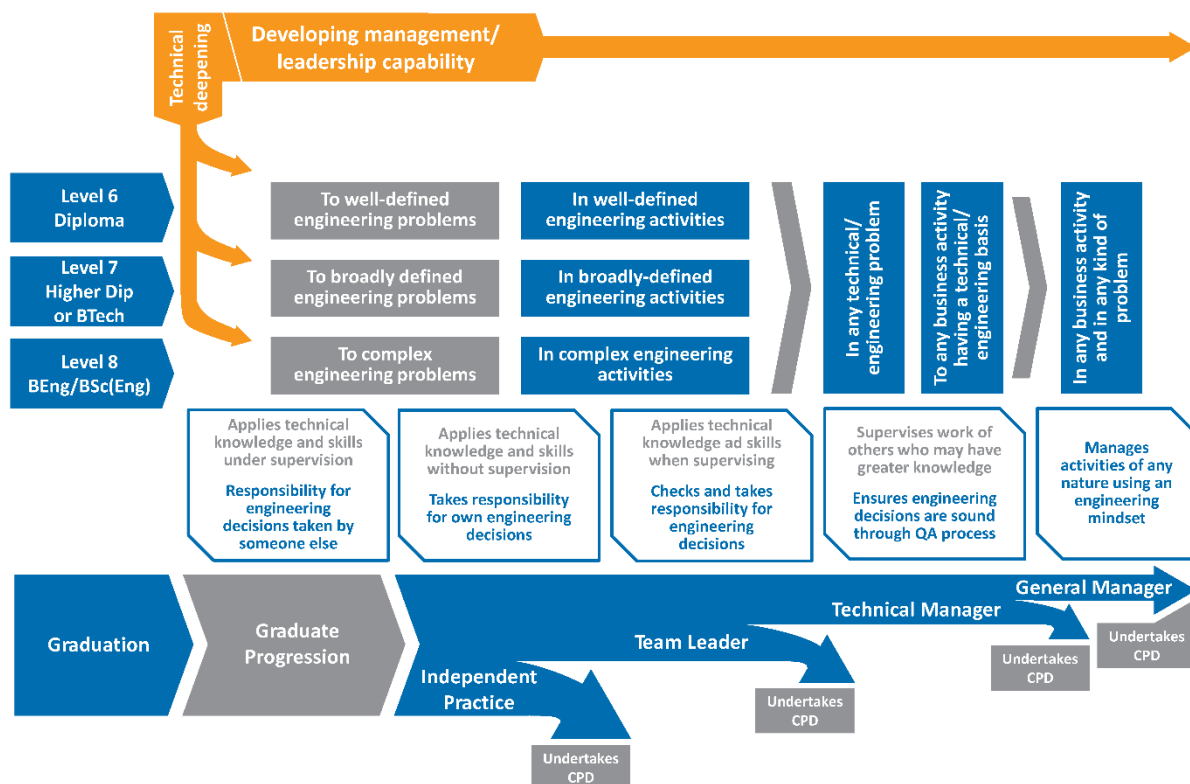 Technical
deepening
Developing management/
leadership capability
Level 6
Diploma
To well-defined
engineering problems
In well-defined
engineering activities
Level 7
Higher Dip
or BTech
To broadly defined
engineering problems
In broadly-defined
engineering activities
Level 8
BEng/BSc(Eng)
To complex
engineering problems
In complex engineering
activities
In any technical/
engineering problem
To any business activity
having a technical/
engineering basis
In any business activity
and in any kind of
problem
Applies technical
knowledge and skills
under supervision
Responsibility for
engineering
decisions taken by
someone else
Applies technical
knowledge and skills
without supervision
Takes responsibility
for own engineering
decisions
Applies technical
knowledge ad skills
when supervising
Checks and takes
responsibility for
engineering
decisions
Supervises work of
others who may have
greater knowledge
Ensures engineering
decisions are sound
through QA process
Manages
activities of any
nature using an
engineering
mindset
Graduation
Graduate
Progression
Independent
Practice
Team Leader
Technical Manager
General Manager
Undertakes
CPD
Undertakes
CPD
Undertakes
CPD
Undertakes
CPD